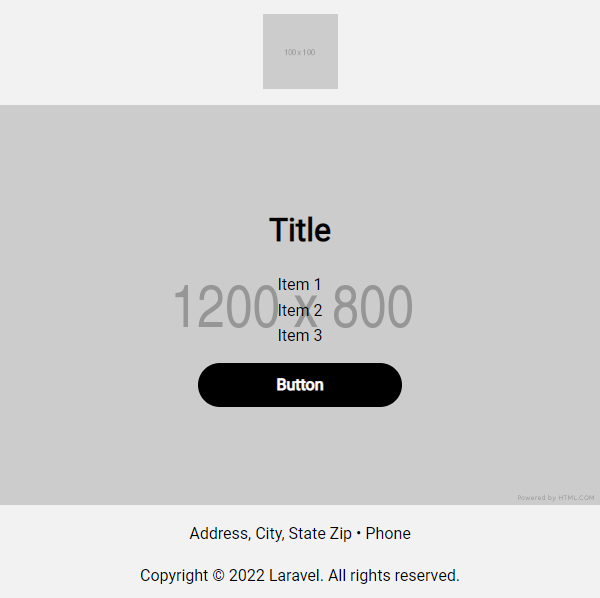 100 x 100
Title
Item 1
1200 x 800
Item 2
Item 3
Button
Powered by HTML.COM
Address, City, State Zip • Phone
Copyright © 2022 Laravel. All rights reserved.